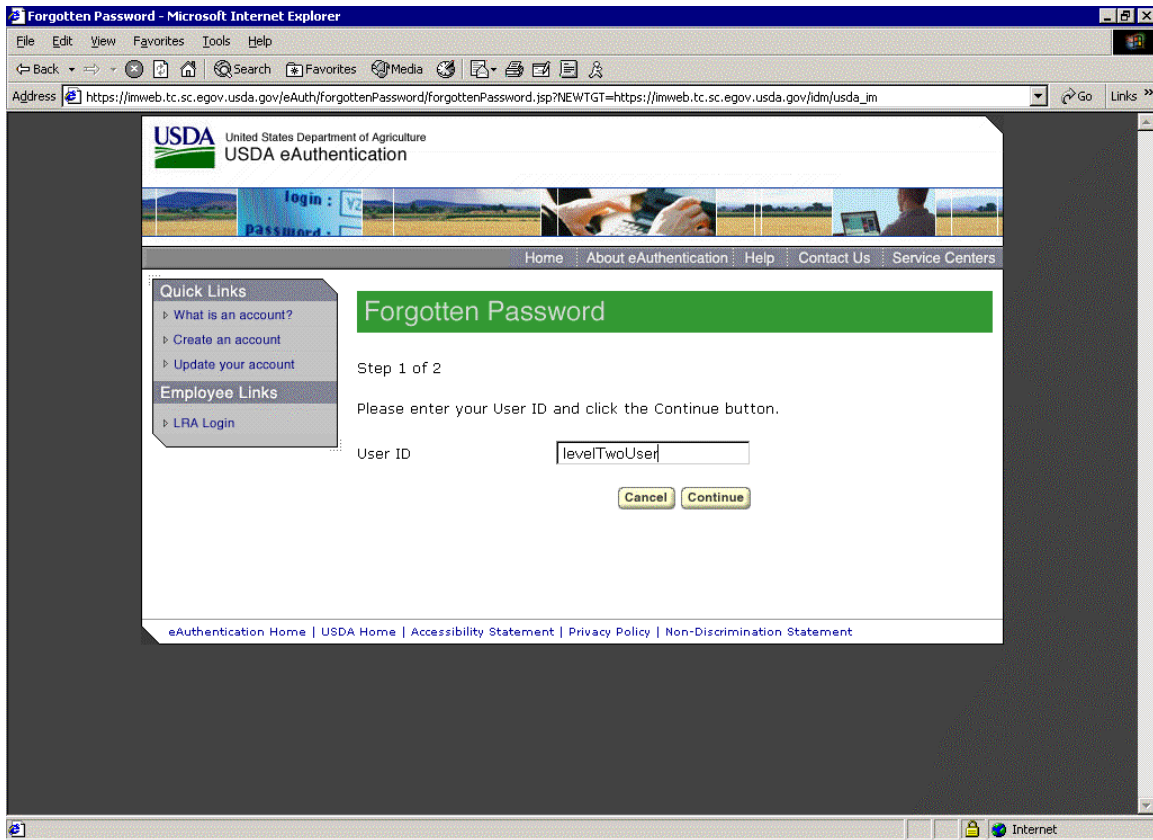 Forgotten Password - Microsoft Internet Explorer
File Edit View Favorites Tools Help
Back Search Favorites Media
Address https://imweb.tc.sc.egov.usda.gov/eAuth/forgottenPassword/forgottenPassword.jsp?NEWTGT=https://imweb.tc.sc.egov.usda.gov/idm/usda_im Go Links »
USDA United States Department of Agriculture
USDA eAuthentication
login : YZ
password :
Home About eAuthentication Help Contact Us Service Centers
Quick Links
What is an account?
Create an account
Update your account
Employee Links
LRA Login
Forgotten Password
Step 1 of 2
Please enter your User ID and click the Continue button.
User ID levelTwoUser
Cancel Continue
eAuthentication Home | USDA Home | Accessibility Statement | Privacy Policy | Non-Discrimination Statement
Internet